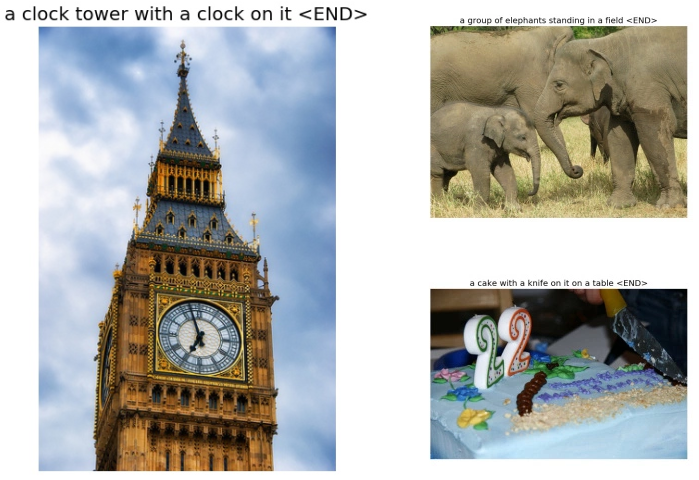 a clock tower with a clock on it <END>
a group of elephants standing in a field <END>
a cake with a knife on it on a table <END>
22